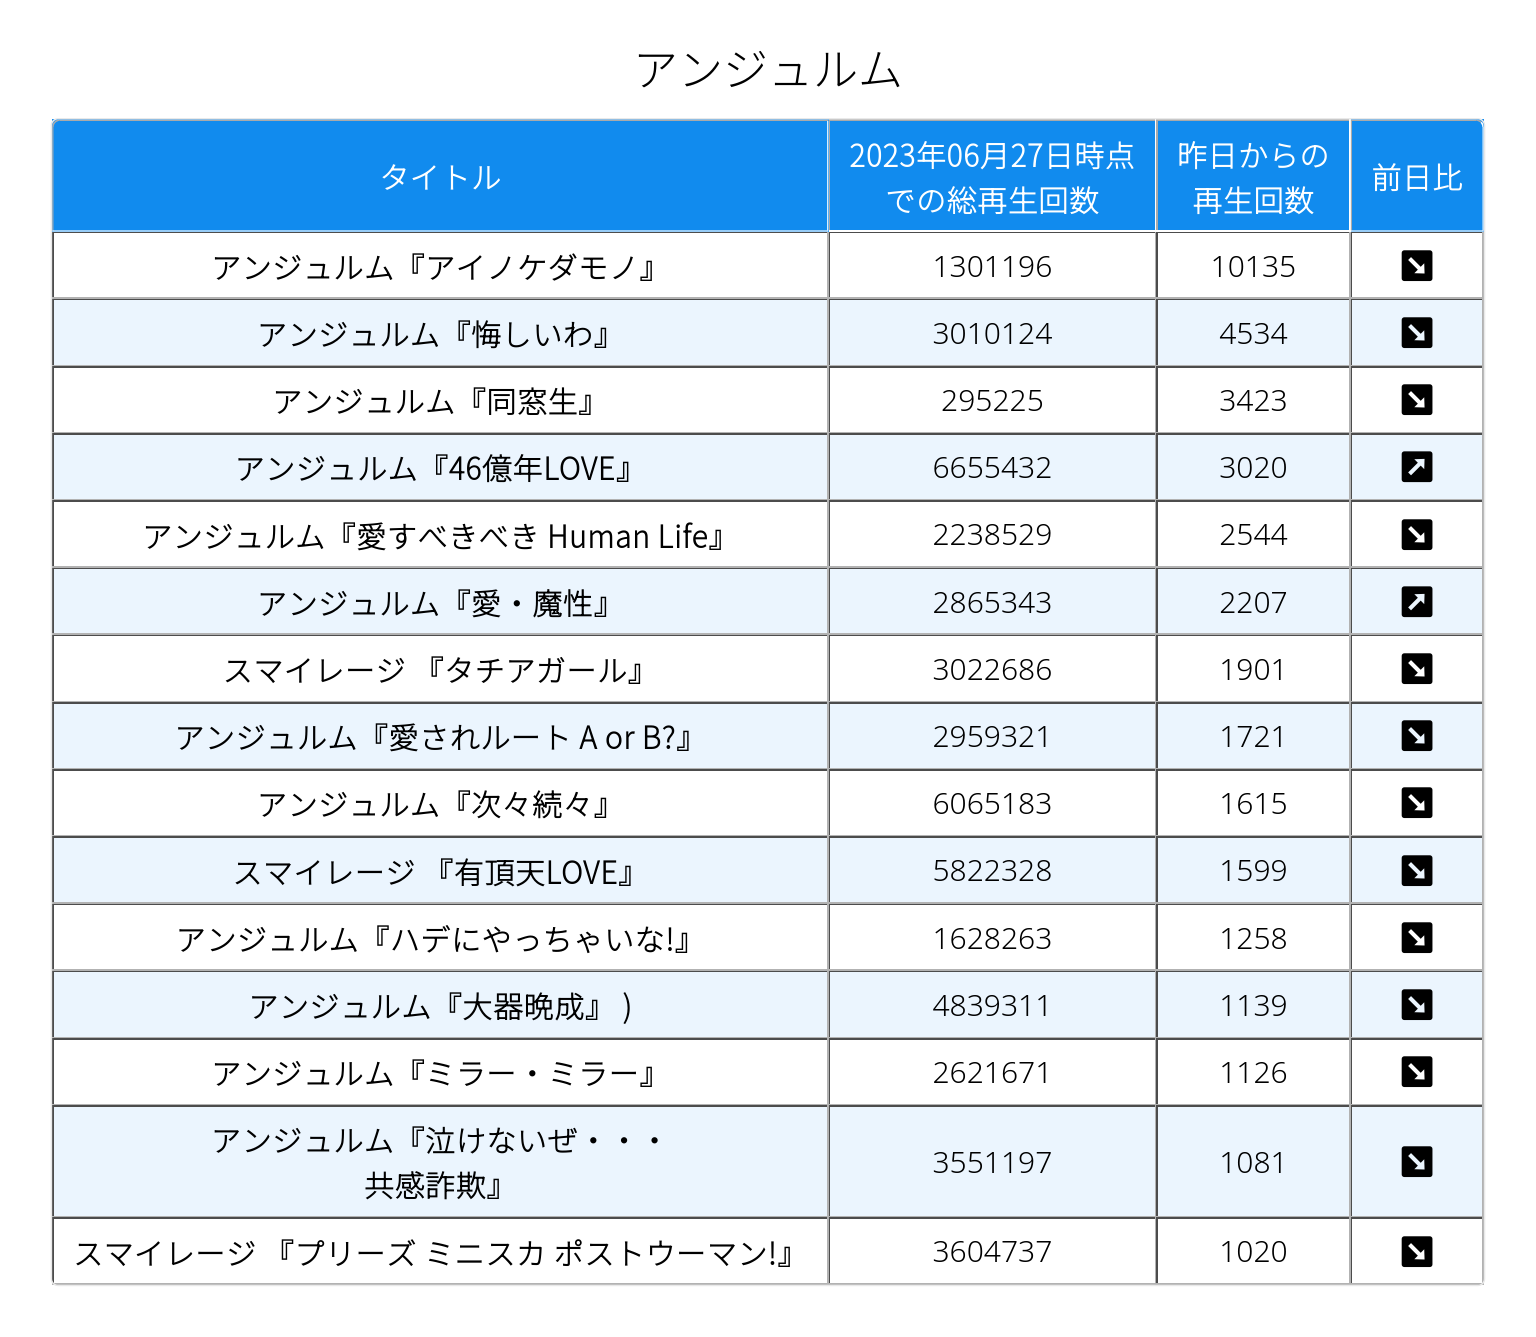 アンジュルム
タイトル
2023年06月27日時点
での総再生回数
昨日からの
再生回数
前日比
アンジュルム『アイノケダモノ』 1301196 10135
アンジュルム『悔しいわ』 3010124 4534
アンジュルム『同窓生』 295225 3423
アンジュルム『46億年LOVE』 6655432 3020
アンジュルム『愛すべきべき Human Life』 2238529 2544
アンジュルム『愛・魔性』 2865343 2207
スマイレージ 『タチアガール』 3022686 1901
アンジュルム『愛されルート A or B?』 2959321 1721
アンジュルム『次々続々』 6065183 1615
スマイレージ 『有頂天LOVE』 5822328 1599
アンジュルム『ハデにやっちゃいな!』 1628263 1258
アンジュルム『大器晩成』 ) 4839311 1139
アンジュルム『ミラー・ミラー』 2621671 1126
アンジュルム『泣けないぜ・・・
共感詐欺』 3551197 1081
スマイレージ 『プリーズ ミニスカ ポストウーマン!』 3604737 1020